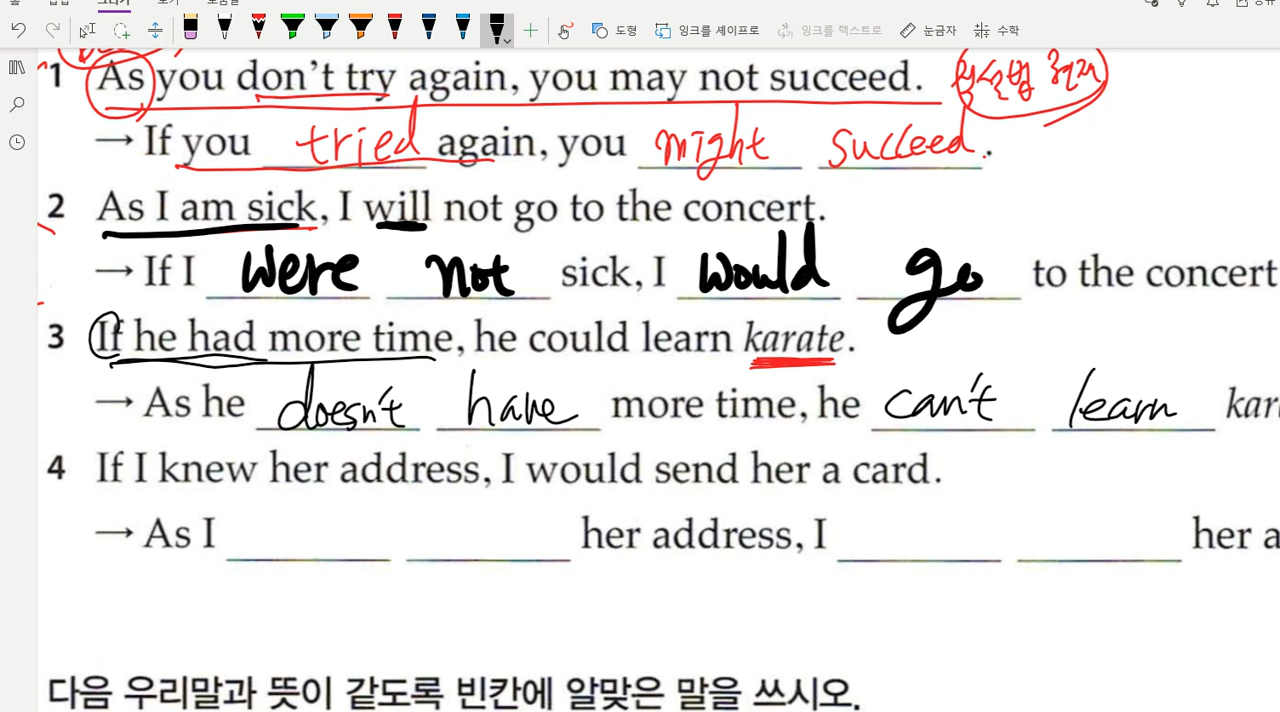 도형 잉크를 셰이프로 잉크를 텍스트로 눈금자 수학
1 As you don't try again, you may not succeed. 현재
→ If you tried again, you might succeed.
2 As I am sick, I will not go to the concert.
→ If I were not sick, I would go to the concert
3 If he had more time, he could learn karate.
→ As he doesn't have more time, he can't learn kar
4 If I knew her address, I would send her a card.
→ As I her address, I her a
다음 우리말과 뜻이 같도록 빈칸에 알맞은 말을 쓰시오.